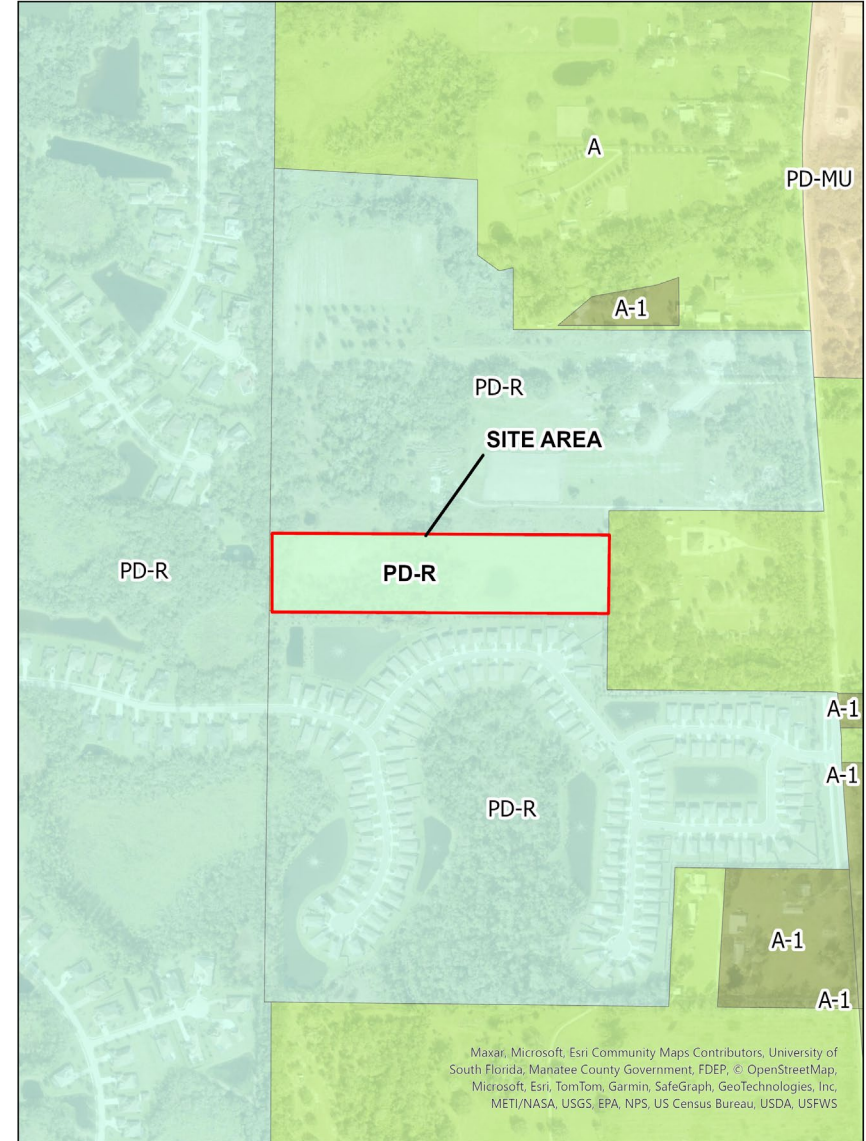 A
PD-MU
A-1
PD-R
SITE AREA
PD-R
PD-R
A-1
A-1
PD-R
A-1
A-1
Maxar, Microsoft, Esri Community Maps Contributors, University of
South Florida, Manatee County Government, FDEP, © OpenStreetMap,
Microsoft, Esri, TomTom, Garmin, SafeGraph, GeoTechnologies, Inc,
METI/NASA, USGS, EPA, NPS, US Census Bureau, USDA, USFWS